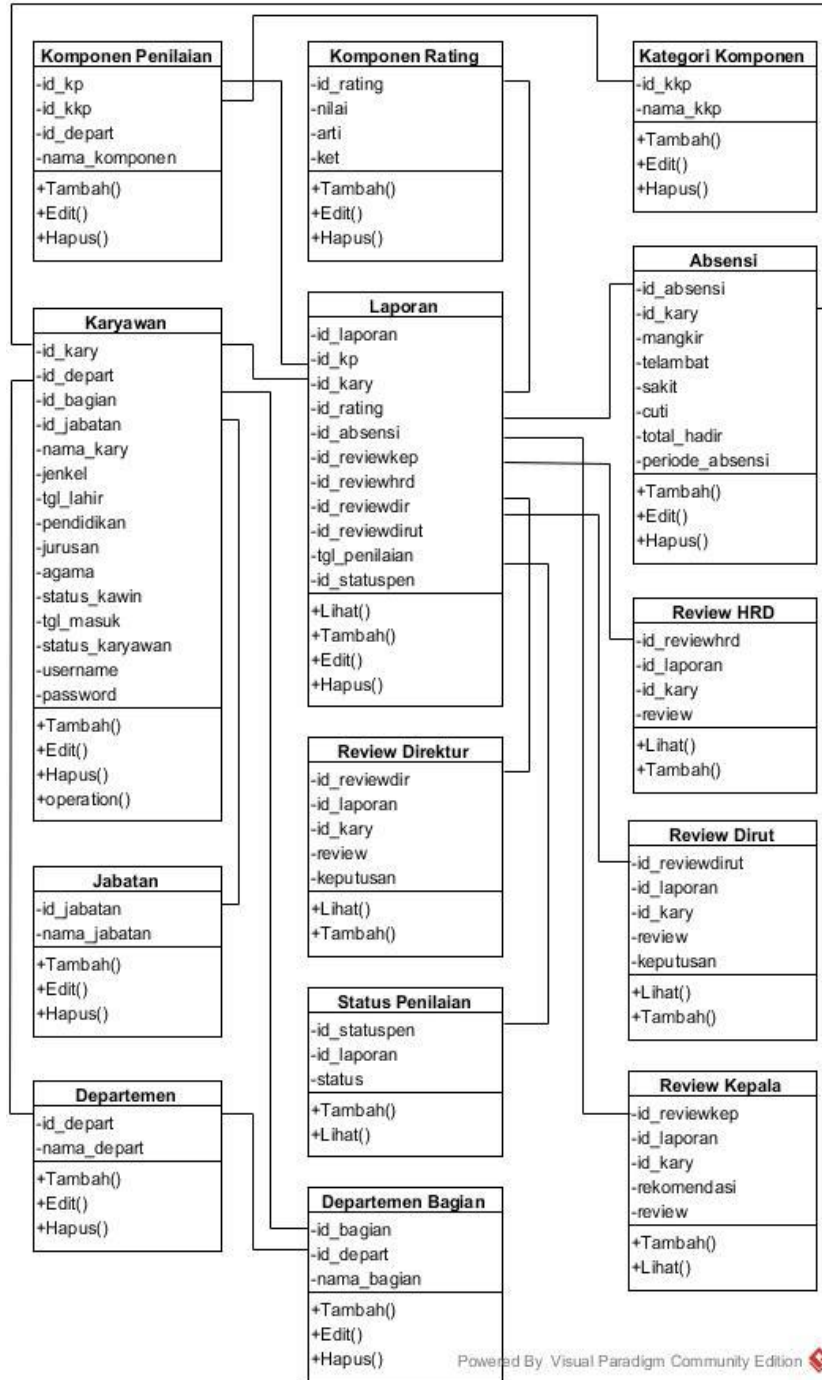 Komponen Penilaian
-id_kp
-id_kkp
-id_depart
-nama_komponen
+Tambah()
+Edit()
+Hapus()
Komponen Rating
-id_rating
-nilai
-arti
-ket
+Tambah()
+Edit()
+Hapus()
Kategori Komponen
-id_kkp
-nama_kkp
+Tambah()
+Edit()
+Hapus()
Karyawan
-id_kary
-id_depart
-id_bagian
-id_jabatan
-nama_kary
-jenkel
-tgl_lahir
-pendidikan
-jurusan
-agama
-status_kawin
-tgl_masuk
-status_karyawan
-username
-password
+Tambah()
+Edit()
+Hapus()
+operation()
Laporan
-id_laporan
-id_kp
-id_kary
-id_rating
-id_absensi
-id_reviewkep
-id_reviewhrd
-id_reviewdir
-id_reviewdirut
-tgl_penilaian
-id_statuspen
+Lihat()
+Tambah()
+Edit()
+Hapus()
Absensi
-id_absensi
-id_kary
-mangkir
-telambat
-sakit
-cuti
-total_hadir
-periode_absensi
+Tambah()
+Edit()
+Hapus()
Review HRD
-id_reviewhrd
-id_laporan
-id_kary
-review
+Lihat()
+Tambah()
Review Direktur
-id_reviewdir
-id_laporan
-id_kary
-review
-keputusan
+Lihat()
+Tambah()
Review Dirut
-id_reviewdirut
-id_laporan
-id_kary
-review
-keputusan
+Lihat()
+Tambah()
Jabatan
-id_jabatan
-nama_jabatan
+Tambah()
+Edit()
+Hapus()
Status Penilaian
-id_statuspen
-id_laporan
-status
+Tambah()
+Lihat()
Review Kepala
-id_reviewkep
-id_laporan
-id_kary
-rekomendasi
-review
+Tambah()
+Lihat()
Departemen
-id_depart
-nama_depart
+Tambah()
+Edit()
+Hapus()
Departemen Bagian
-id_bagian
-id_depart
-nama_bagian
+Tambah()
+Edit()
+Hapus()
Powered By Visual Paradigm Community Edition